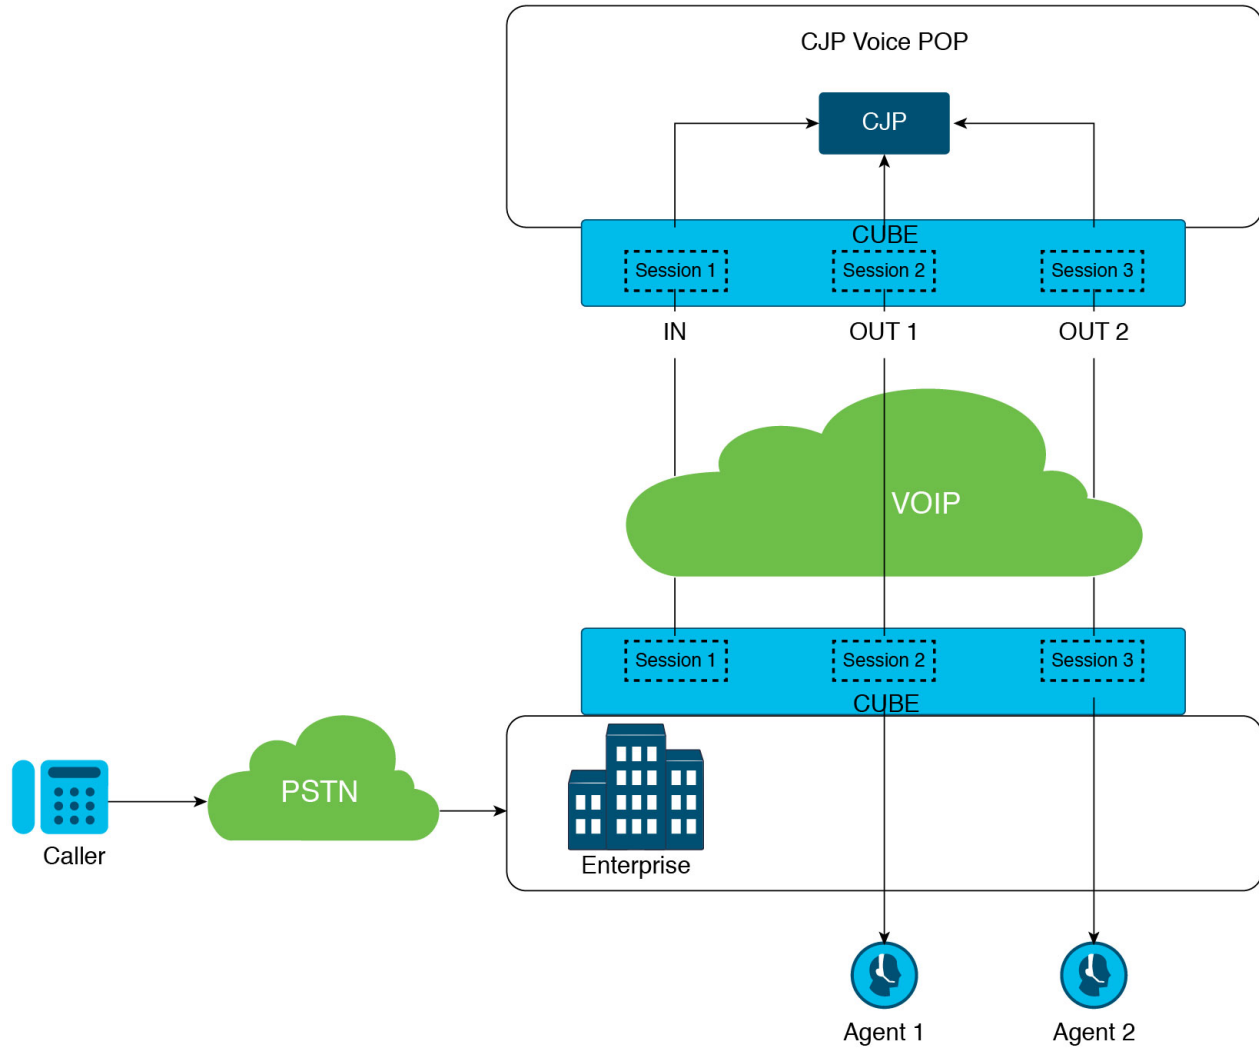 CJP Voice POP
CJP
CUBE
Session 1
Session 2
Session 3
IN
OUT 1
OUT 2
VOIP
Session 1
Session 2
Session 3
CUBE
PSTN
Caller
Enterprise
Agent 1
Agent 2